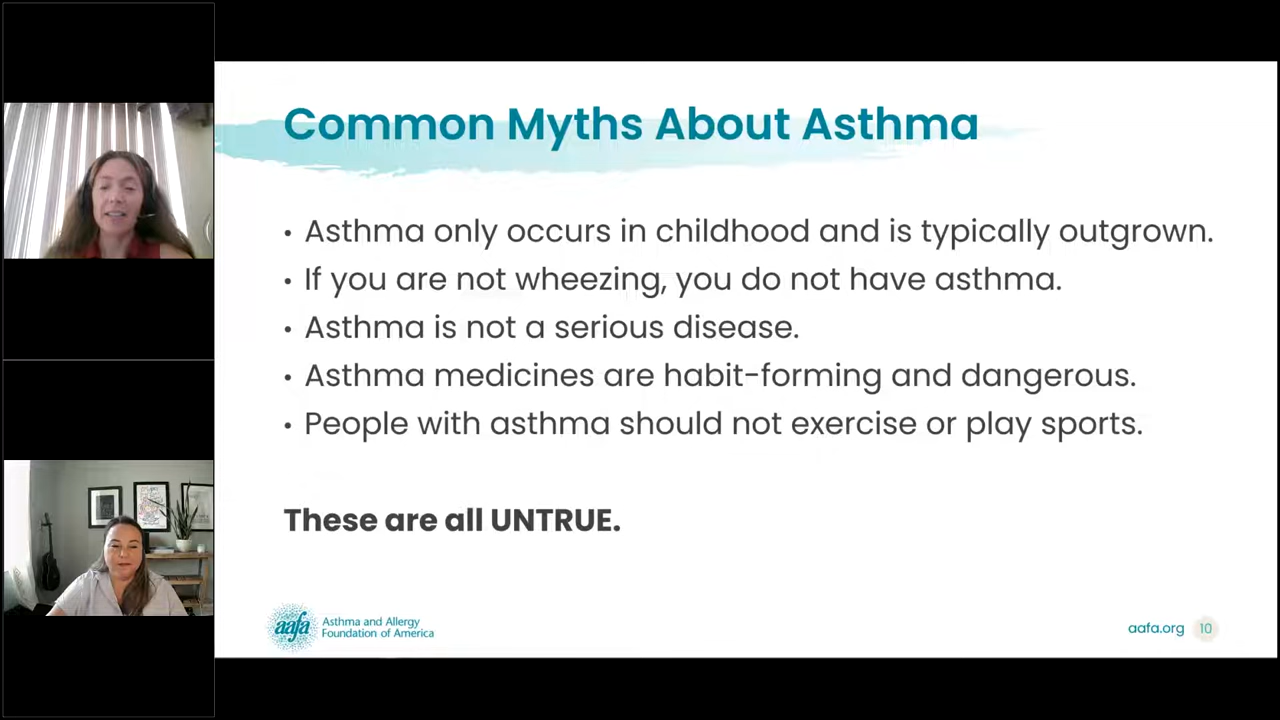 Common Myths About Asthma
• Asthma only occurs in childhood and is typically outgrown.
• If you are not wheezing, you do not have asthma.
• Asthma is not a serious disease.
• Asthma medicines are habit-forming and dangerous.
• People with asthma should not exercise or play sports.
These are all UNTRUE.
aafa
Asthma and Allergy
Foundation of America
aafa.org 10